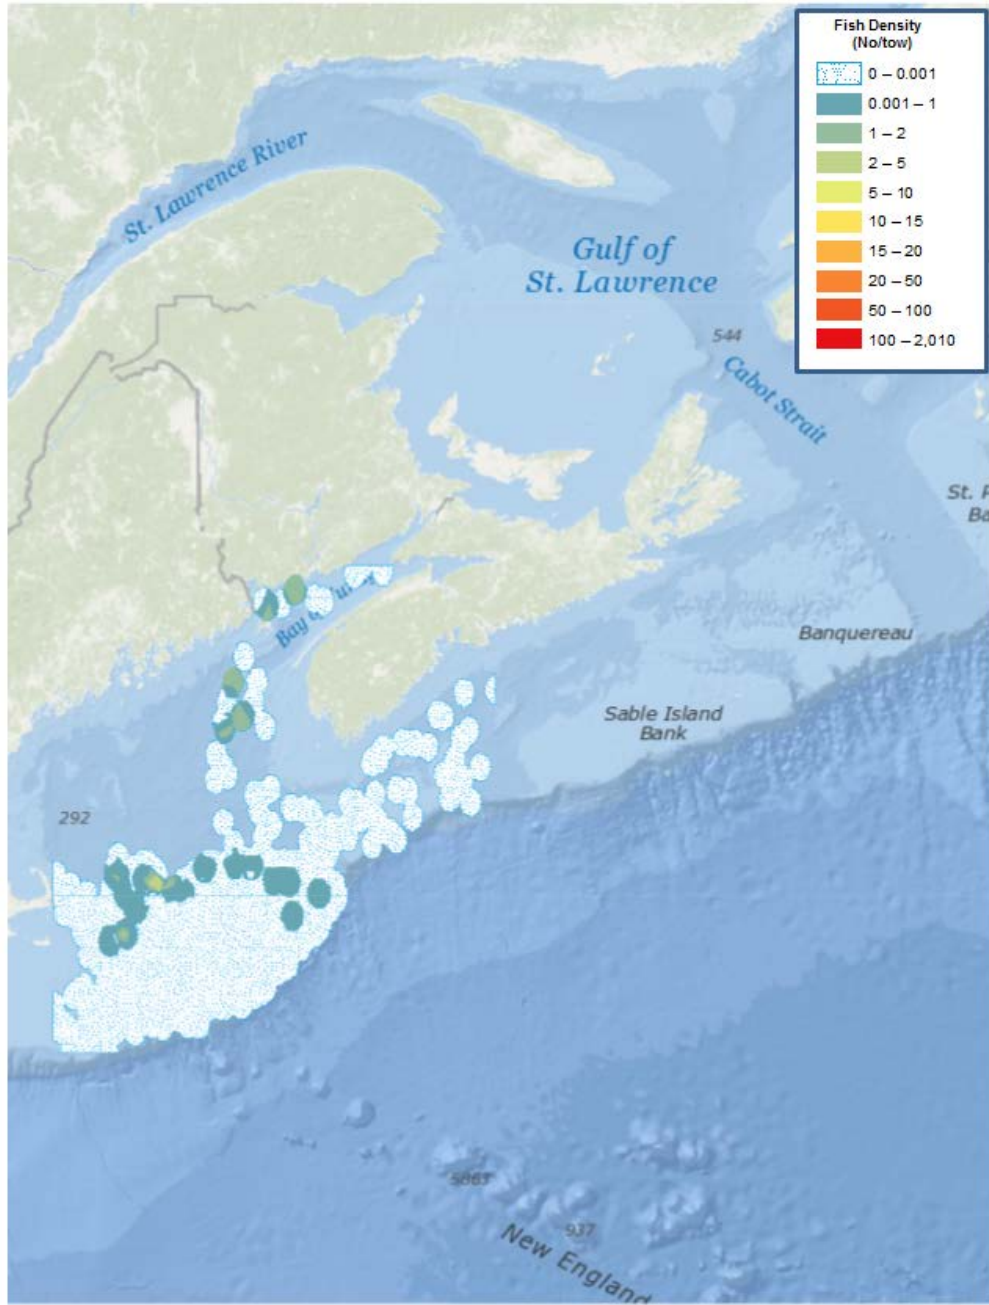 Fish Density
(No/tow)
0 – 0.001
0.001 – 1
1 – 2
2 – 5
5 – 10
10 – 15
15 – 20
20 – 50
50 – 100
100 – 2,010
St. Lawrence River
Gulf of
St. Lawrence
544
Cabot Strait
St. P
Ba
Bay
Banquereau
Sable Island
Bank
292
937
New England